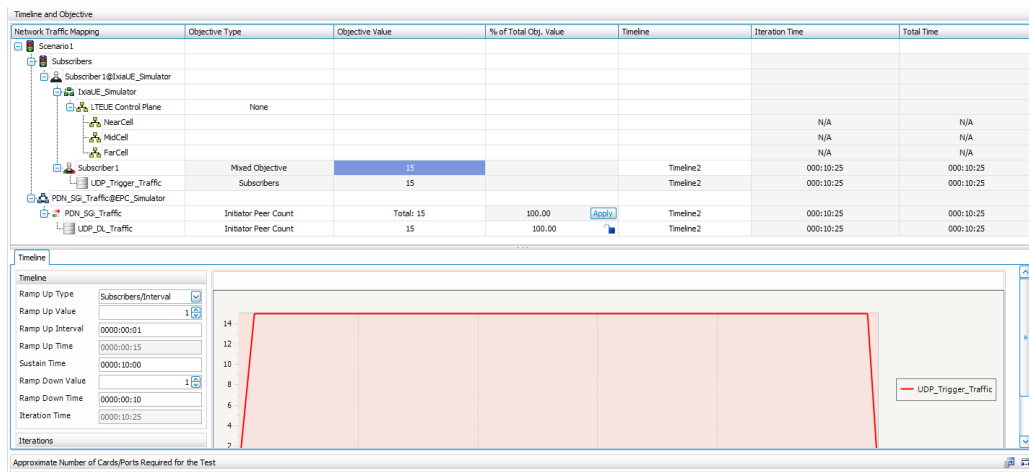 Timeline and Objective
Network Traffic Mapping Objective Type Objective Value % of Total Obj. Value Timeline Iteration Time Total Time
Scenario1
Subscribers
Subscriber1@IxiaUE_Simulator
IxiaUE_Simulator
LTEUE Control Plane None
NearCell N/A N/A
MidCell N/A N/A
FarCell N/A N/A
Subscriber1 Mixed Objective 15 Timeline2 000:10:25 000:10:25
UDP_Trigger_Traffic Subscribers 15 Timeline2 000:10:25 000:10:25
PDN_SGi_Traffic@EPC_Simulator
PDN_SGi_Traffic Initiator Peer Count Total: 15 100.00 Apply Timeline2 000:10:25 000:10:25
UDP_DL_Traffic Initiator Peer Count 15 100.00 Timeline2 000:10:25 000:10:25
Timeline
Timeline
Ramp Up Type Subscribers/Interval
Ramp Up Value 1
Ramp Up Interval 0000:00:01
Ramp Up Time 0000:00:15
Sustain Time 0000:10:00
Ramp Down Value 1
Ramp Down Time 0000:00:10
Iteration Time 0000:10:25
Iterations
14
12
10
8
6
4
2
UDP_Trigger_Traffic
Approximate Number of Cards/Ports Required for the Test